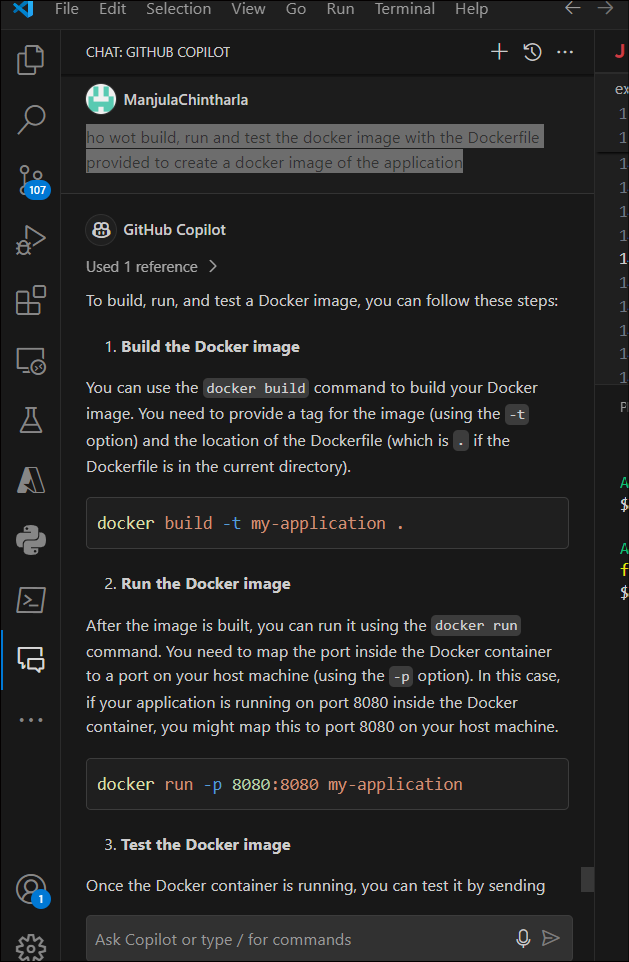 File Edit Selection View Go Run Terminal Help
CHAT: GITHUB COPILOT
ManjulaChintharla
ho wot build, run and test the docker image with the Dockerfile
provided to create a docker image of the application
107
GitHub Copilot
Used 1 reference
To build, run, and test a Docker image, you can follow these steps:
1. Build the Docker image
You can use the docker build command to build your Docker
image. You need to provide a tag for the image (using the -t
option) and the location of the Dockerfile (which is . if the
Dockerfile is in the current directory).
docker build -t my-application .
2. Run the Docker image
After the image is built, you can run it using the docker run
command. You need to map the port inside the Docker container
to a port on your host machine (using the -p option). In this case,
if your application is running on port 8080 inside the Docker
container, you might map this to port 8080 on your host machine.
docker run -p 8080:8080 my-application
3. Test the Docker image
Once the Docker container is running, you can test it by sending
1
Ask Copilot or type / for commands